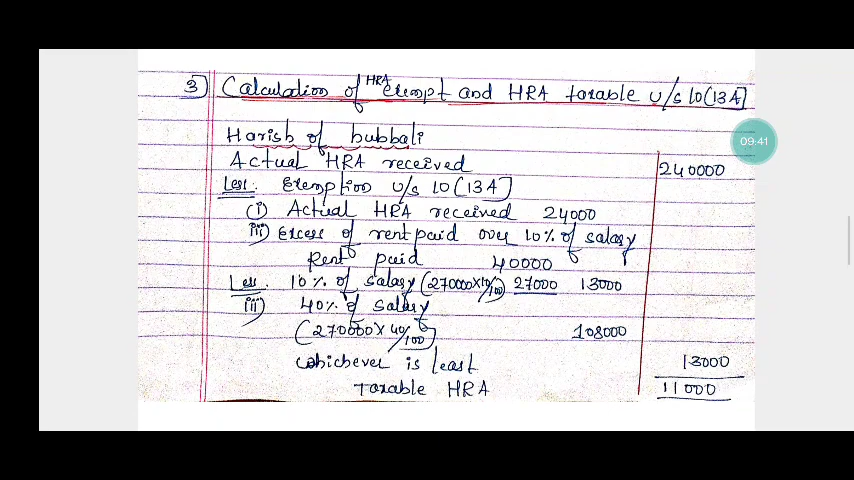 3] Calculation of HRA exempt and HRA taxable u/s 10(13A]
Harish of bubbali
09:41
Actual HRA received 240000
Less. Exemption u/s 10(13A]
(i) Actual HRA received 24000
ii) Excess of rent paid over 10% of salary
Rent paid 40000
Less. 10% of salary (270000×10/100) 27000 13000
(iii) 40% of salary
(270000×40/100) 108000
Whichever is least 13000
Taxable HRA 11000